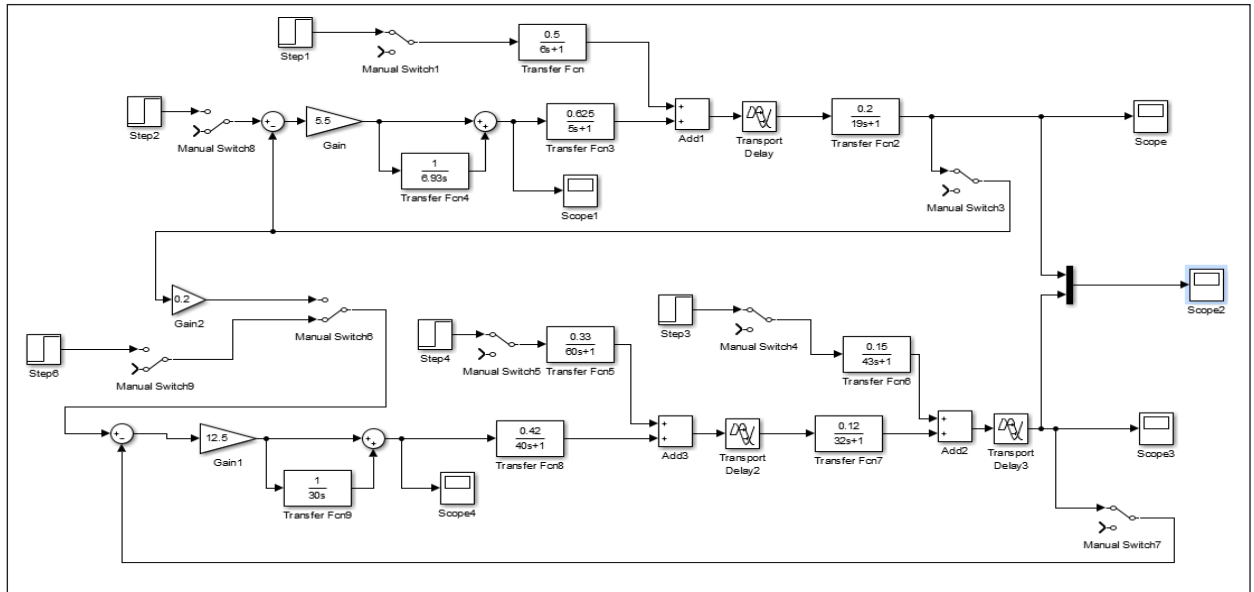 Step1
Manual Switch1
0.5
6s+1
Transfer Fcn
Step2
Manual Switch8
+
−
5.5
Gain
1
6.93s
Transfer Fcn4
+
+
Scope1
0.625
5s+1
Transfer Fcn3
+
+
Add1
Transport
Delay
0.2
19s+1
Transfer Fcn2
Manual Switch3
Scope
Scope2
0.2
Gain2
Manual Switch6
Step6
Manual Switch9
Step4
Manual Switch5
0.33
60s+1
Transfer Fcn5
Step3
Manual Switch4
0.15
43s+1
Transfer Fcn6
+
−
12.5
Gain1
1
30s
Transfer Fcn9
+
+
Scope4
0.42
40s+1
Transfer Fcn8
+
+
Add3
Transport
Delay2
0.12
32s+1
Transfer Fcn7
+
+
Add2
Transport
Delay3
Scope3
Manual Switch7